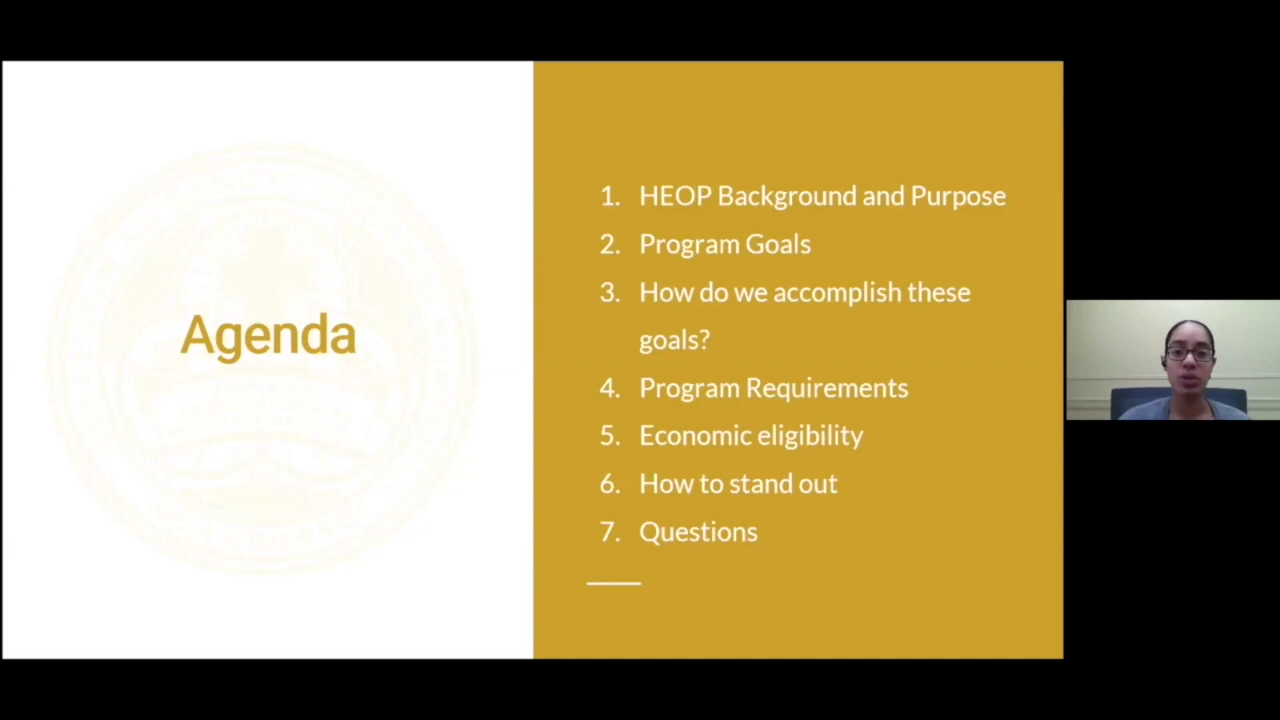 Agenda
1. HEOP Background and Purpose
2. Program Goals
3. How do we accomplish these
goals?
4. Program Requirements
5. Economic eligibility
6. How to stand out
7. Questions